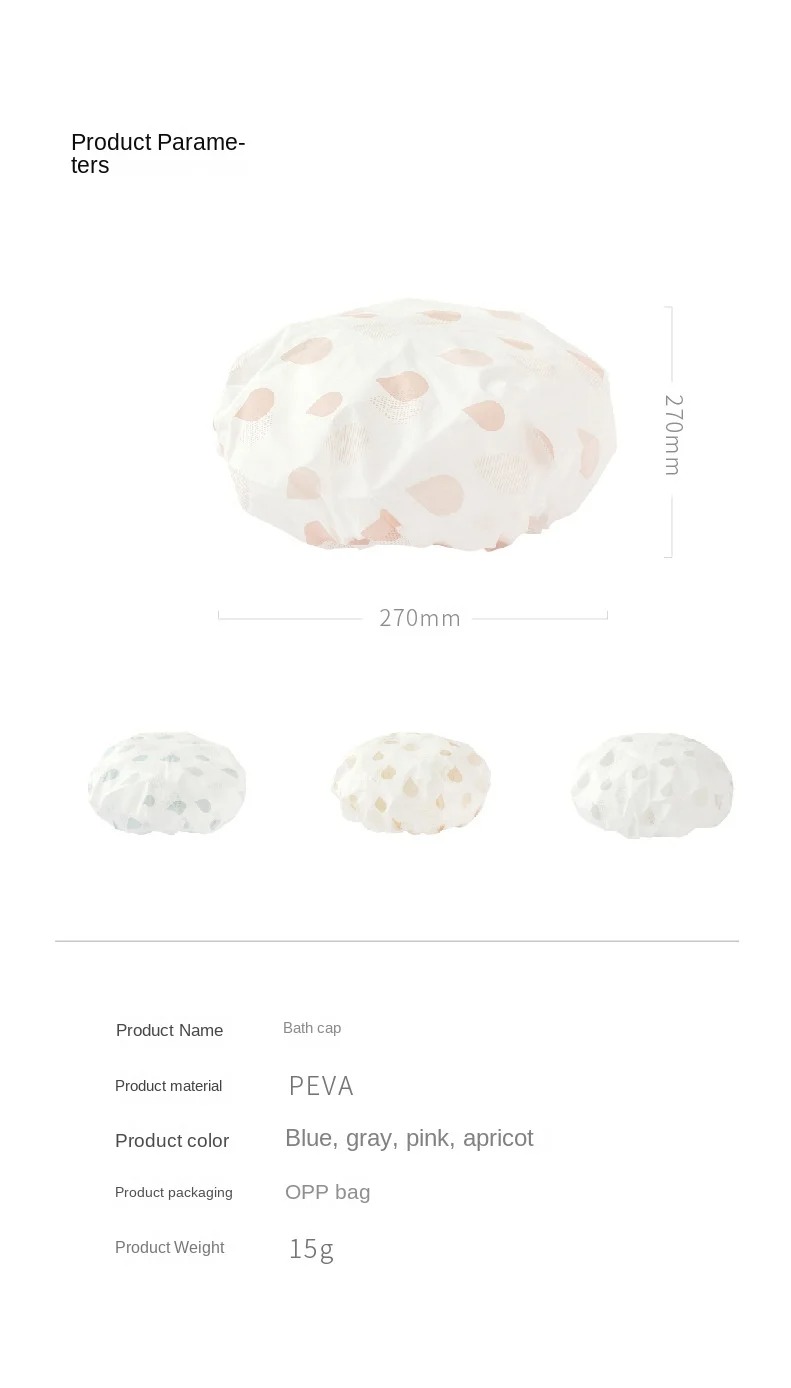 Product Parame-
ters
270mm
270mm
Product Name Bath cap
Product material PEVA
Product color Blue, gray, pink, apricot
Product packaging OPP bag
Product Weight 15g